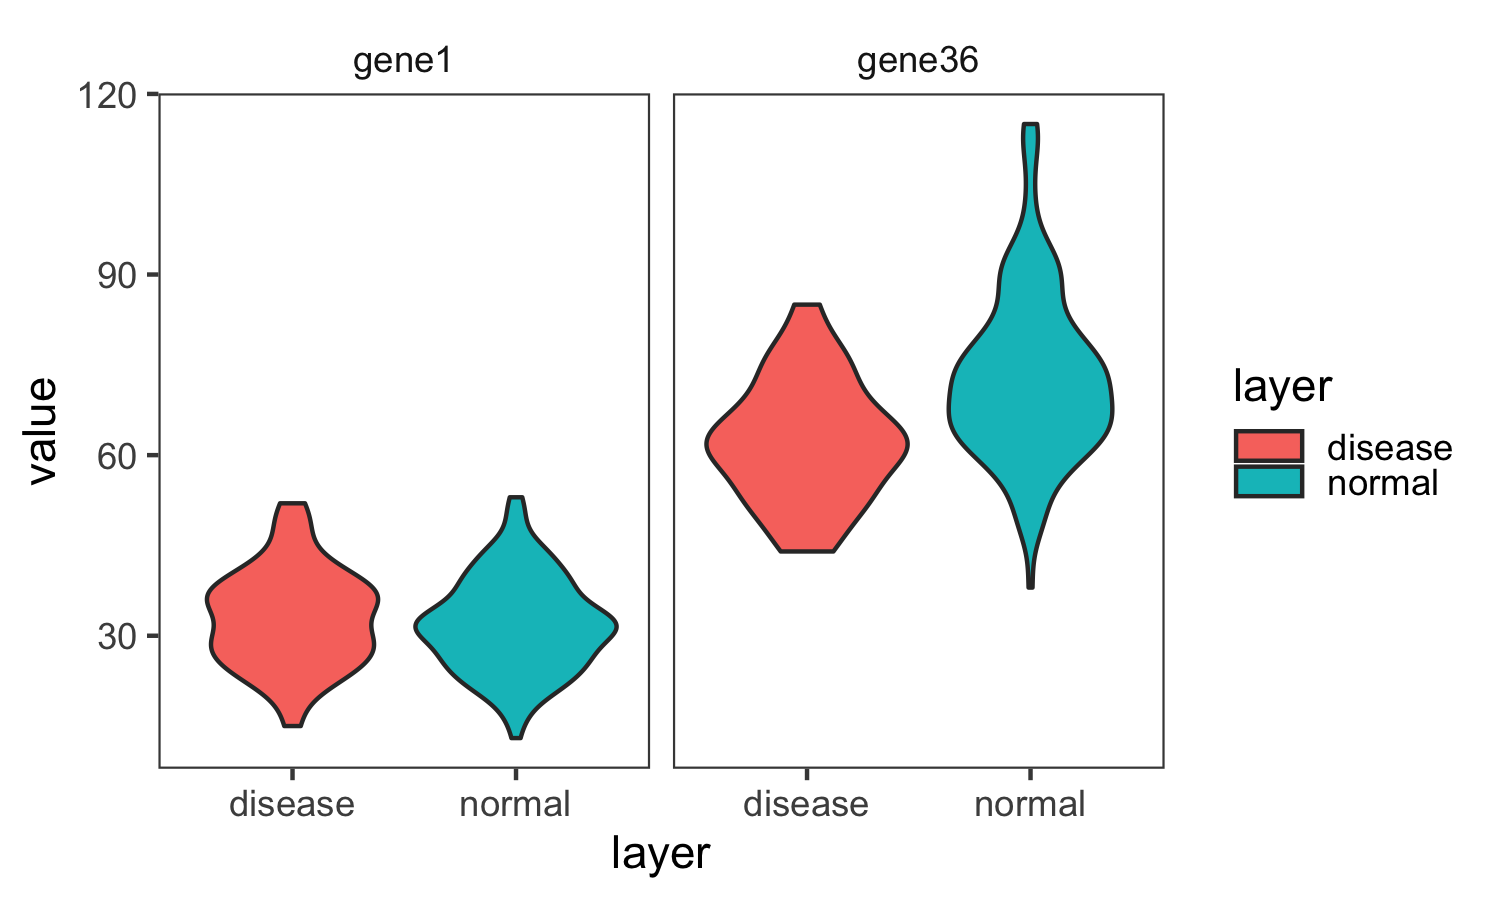 gene1
gene36
120
90
60
30
value
disease
normal
disease
normal
layer
layer
disease
normal